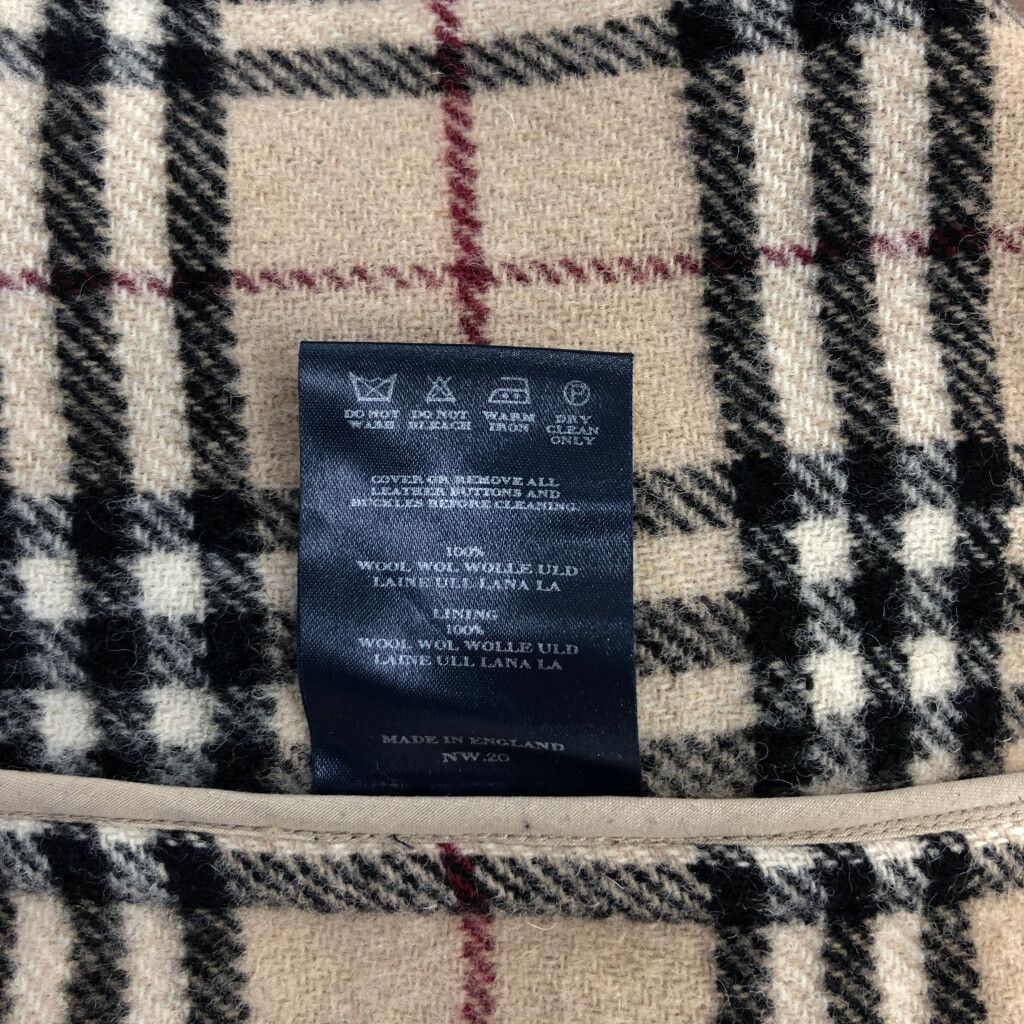 DO NOT WASH
DO NOT BLEACH
WARM IRON
P
DRY CLEAN ONLY
COVER OR REMOVE ALL
LEATHER BUTTONS AND
BUCKLES BEFORE CLEANING
100%
WOOL WOL WOLLE ULD
LAINE ULL LANA LA
LINING
100%
WOOL WOL WOLLE ULD
LAINE ULL LANA LA
MADE IN ENGLAND
NW.20